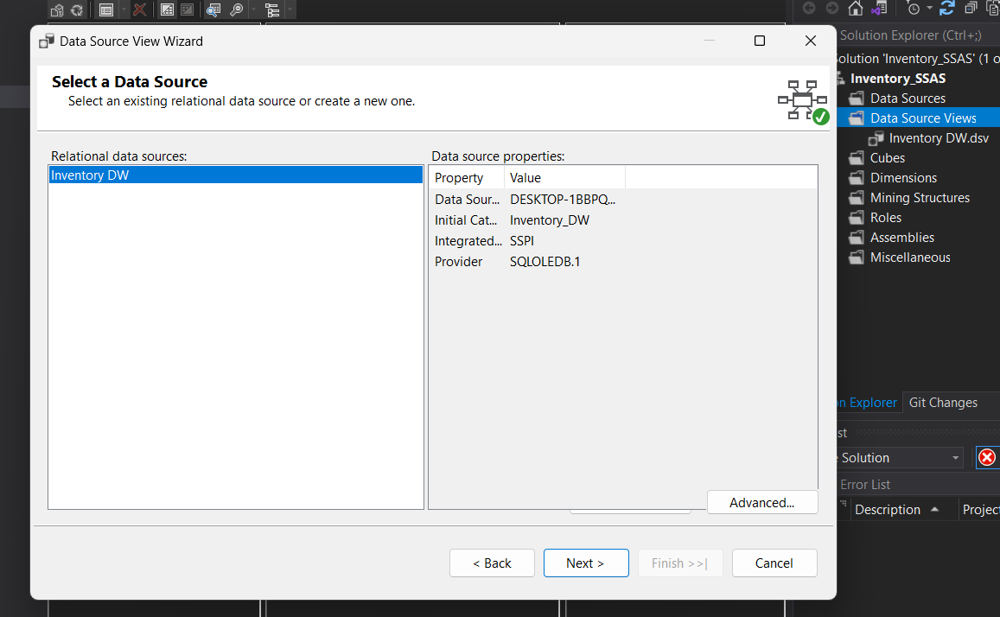 Data Source View Wizard
Select a Data Source
Select an existing relational data source or create a new one.
Relational data sources:
Inventory DW
Data source properties:
Property Value
Data Sour... DESKTOP-1BBPQ...
Initial Cat... Inventory_DW
Integrated... SSPI
Provider SQLOLEDB.1
Advanced...
< Back
Next >
Finish >>|
Cancel
Solution Explorer (Ctrl+;)
Solution 'Inventory_SSAS' (1 o
Inventory_SSAS
Data Sources
Data Source Views
Inventory DW.dsv
Cubes
Dimensions
Mining Structures
Roles
Assemblies
Miscellaneous
on Explorer
Git Changes
st
e Solution
Error List
Description
Project